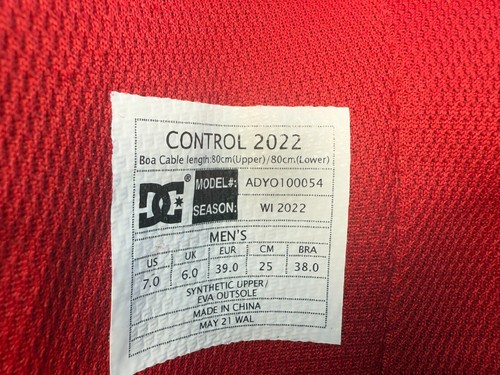 CONTROL 2022
Boa Cable length:80cm(Upper)/80cm.(Lower)
DC® MODEL#: ADYO100054
SEASON: WI 2022
MEN'S
US UK EUR CM BRA
7.0 6.0 39.0 25 38.0
SYNTHETIC UPPER/
EVA OUTSOLE
MADE IN CHINA
MAY 21 WAL